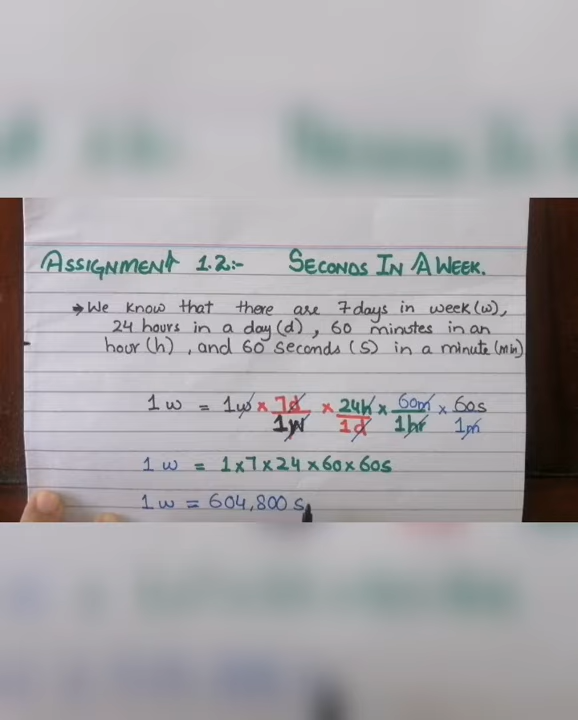 ASSIGNMENT 1.2:- SECONDS IN A WEEK.
→ We know that there are 7days in week (w),
24 hours in a day (d), 60 minutes in an
hour (h), and 60 seconds (S) in a minute (min)
1 w = 1w × 7d/1w × 24h/1d × 60m/1hr × 60s/1m
1 w = 1×7×24×60×60s
1 w = 604,800 s